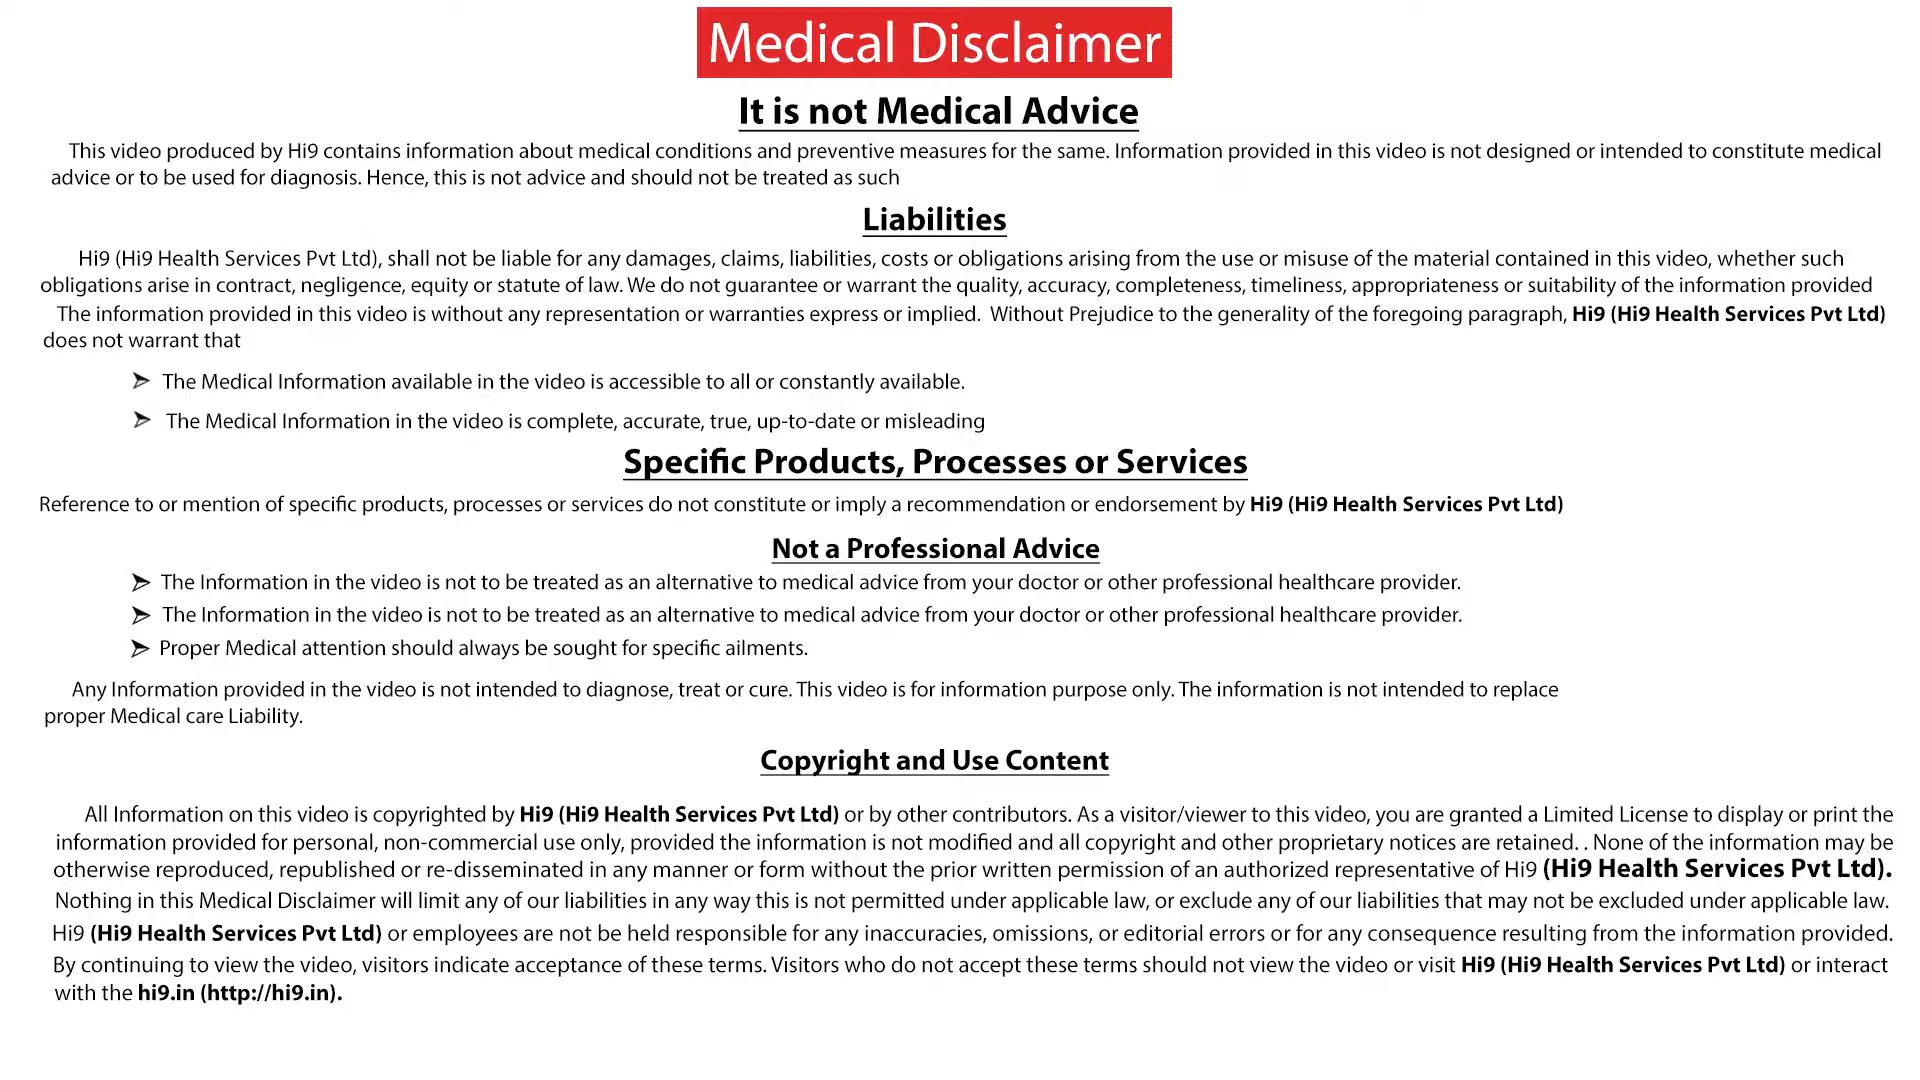 Medical Disclaimer
It is not Medical Advice
This video produced by Hi9 contains information about medical conditions and preventive measures for the same. Information provided in this video is not designed or intended to constitute medical
advice or to be used for diagnosis. Hence, this is not advice and should not be treated as such
Liabilities
Hi9 (Hi9 Health Services Pvt Ltd), shall not be liable for any damages, claims, liabilities, costs or obligations arising from the use or misuse of the material contained in this video, whether such
obligations arise in contract, negligence, equity or statute of law. We do not guarantee or warrant the quality, accuracy, completeness, timeliness, appropriateness or suitability of the information provided
The information provided in this video is without any representation or warranties express or implied. Without Prejudice to the generality of the foregoing paragraph, Hi9 (Hi9 Health Services Pvt Ltd)
does not warrant that
➢ The Medical Information available in the video is accessible to all or constantly available.
➢ The Medical Information in the video is complete, accurate, true, up-to-date or misleading
Specific Products, Processes or Services
Reference to or mention of specific products, processes or services do not constitute or imply a recommendation or endorsement by Hi9 (Hi9 Health Services Pvt Ltd)
Not a Professional Advice
➢ The Information in the video is not to be treated as an alternative to medical advice from your doctor or other professional healthcare provider.
➢ The Information in the video is not to be treated as an alternative to medical advice from your doctor or other professional healthcare provider.
➢ Proper Medical attention should always be sought for specific ailments.
Any Information provided in the video is not intended to diagnose, treat or cure. This video is for information purpose only. The information is not intended to replace
proper Medical care Liability.
Copyright and Use Content
All Information on this video is copyrighted by Hi9 (Hi9 Health Services Pvt Ltd) or by other contributors. As a visitor/viewer to this video, you are granted a Limited License to display or print the
information provided for personal, non-commercial use only, provided the information is not modified and all copyright and other proprietary notices are retained. . None of the information may be
otherwise reproduced, republished or re-disseminated in any manner or form without the prior written permission of an authorized representative of Hi9 (Hi9 Health Services Pvt Ltd).
Nothing in this Medical Disclaimer will limit any of our liabilities in any way this is not permitted under applicable law, or exclude any of our liabilities that may not be excluded under applicable law.
Hi9 (Hi9 Health Services Pvt Ltd) or employees are not be held responsible for any inaccuracies, omissions, or editorial errors or for any consequence resulting from the information provided.
By continuing to view the video, visitors indicate acceptance of these terms. Visitors who do not accept these terms should not view the video or visit Hi9 (Hi9 Health Services Pvt Ltd) or interact
with the hi9.in (http://hi9.in).